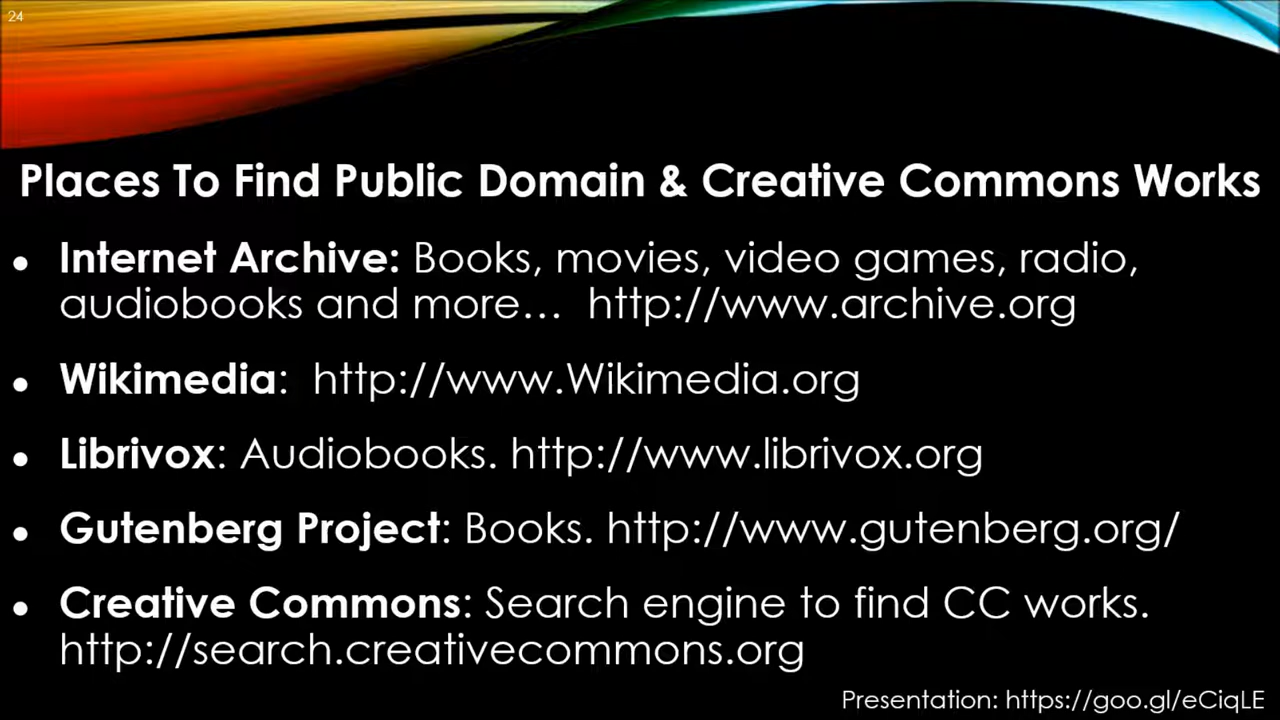 24
Places To Find Public Domain & Creative Commons Works
● Internet Archive: Books, movies, video games, radio,
audiobooks and more… http://www.archive.org
● Wikimedia: http://www.Wikimedia.org
● Librivox: Audiobooks. http://www.librivox.org
● Gutenberg Project: Books. http://www.gutenberg.org/
● Creative Commons: Search engine to find CC works.
http://search.creativecommons.org
Presentation: https://goo.gl/eCiqLE